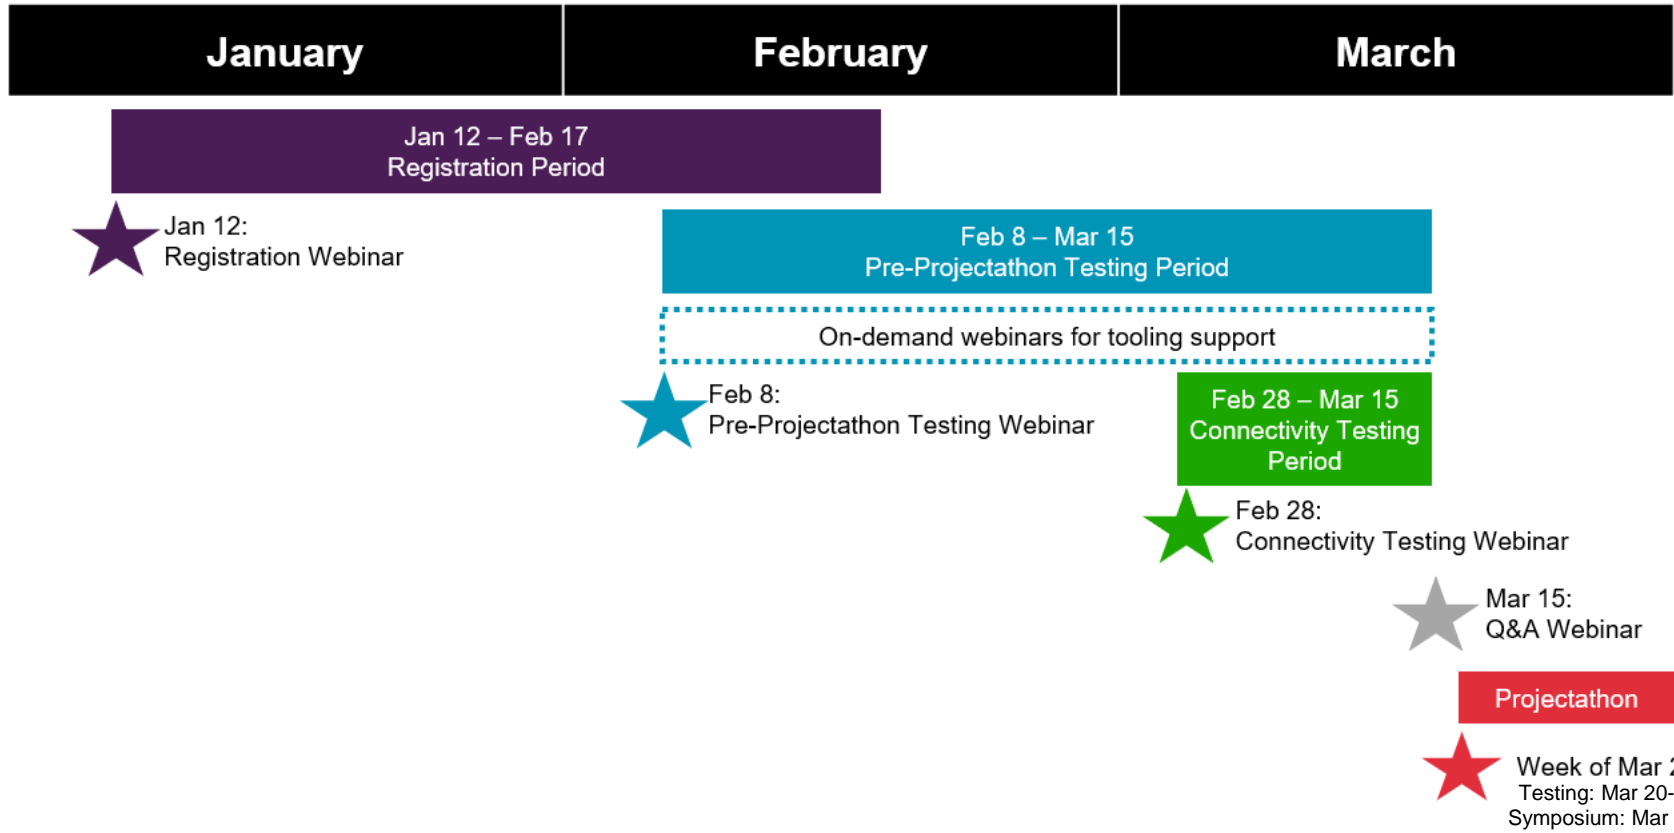 January
February
March
Jan 12 – Feb 17
Registration Period
Jan 12:
Registration Webinar
Feb 8 – Mar 15
Pre-Projectathon Testing Period
On-demand webinars for tooling support
Feb 8:
Pre-Projectathon Testing Webinar
Feb 28 – Mar 15
Connectivity Testing
Period
Feb 28:
Connectivity Testing Webinar
Mar 15:
Q&A Webinar
Projectathon
Week of Mar
Testing: Mar 20-
Symposium: Mar